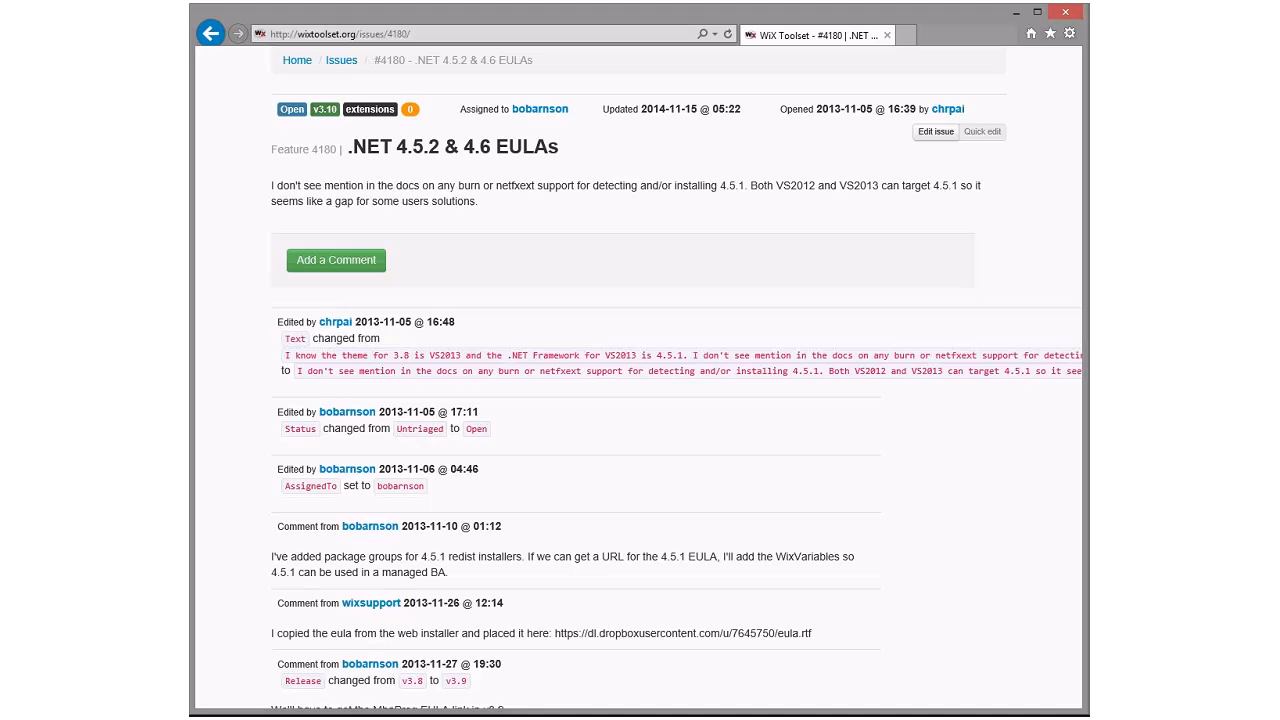 http://wixtoolset.org/issues/4180/
WiX Toolset - #4180 | .NET ...
Home / Issues / #4180 - .NET 4.5.2 & 4.6 EULAs
Open v3.10 extensions 0 Assigned to bobarnson Updated 2014-11-15 @ 05:22 Opened 2013-11-05 @ 16:39 by chrpai
Edit issue Quick edit
Feature 4180 | .NET 4.5.2 & 4.6 EULAs
I don't see mention in the docs on any burn or netfxext support for detecting and/or installing 4.5.1. Both VS2012 and VS2013 can target 4.5.1 so it
seems like a gap for some users solutions.
Add a Comment
Edited by chrpai 2013-11-05 @ 16:48
Text changed from
I know the theme for 3.8 is VS2013 and the .NET Framework for VS2013 is 4.5.1. I don't see mention in the docs on any burn or netfxext support for detectin
to I don't see mention in the docs on any burn or netfxext support for detecting and/or installing 4.5.1. Both VS2012 and VS2013 can target 4.5.1 so it see
Edited by bobarnson 2013-11-05 @ 17:11
Status changed from Untriaged to Open
Edited by bobarnson 2013-11-06 @ 04:46
AssignedTo set to bobarnson
Comment from bobarnson 2013-11-10 @ 01:12
I've added package groups for 4.5.1 redist installers. If we can get a URL for the 4.5.1 EULA, I'll add the WixVariables so
4.5.1 can be used in a managed BA.
Comment from wixsupport 2013-11-26 @ 12:14
I copied the eula from the web installer and placed it here: https://dl.dropboxusercontent.com/u/7645750/eula.rtf
Comment from bobarnson 2013-11-27 @ 19:30
Release changed from v3.8 to v3.9